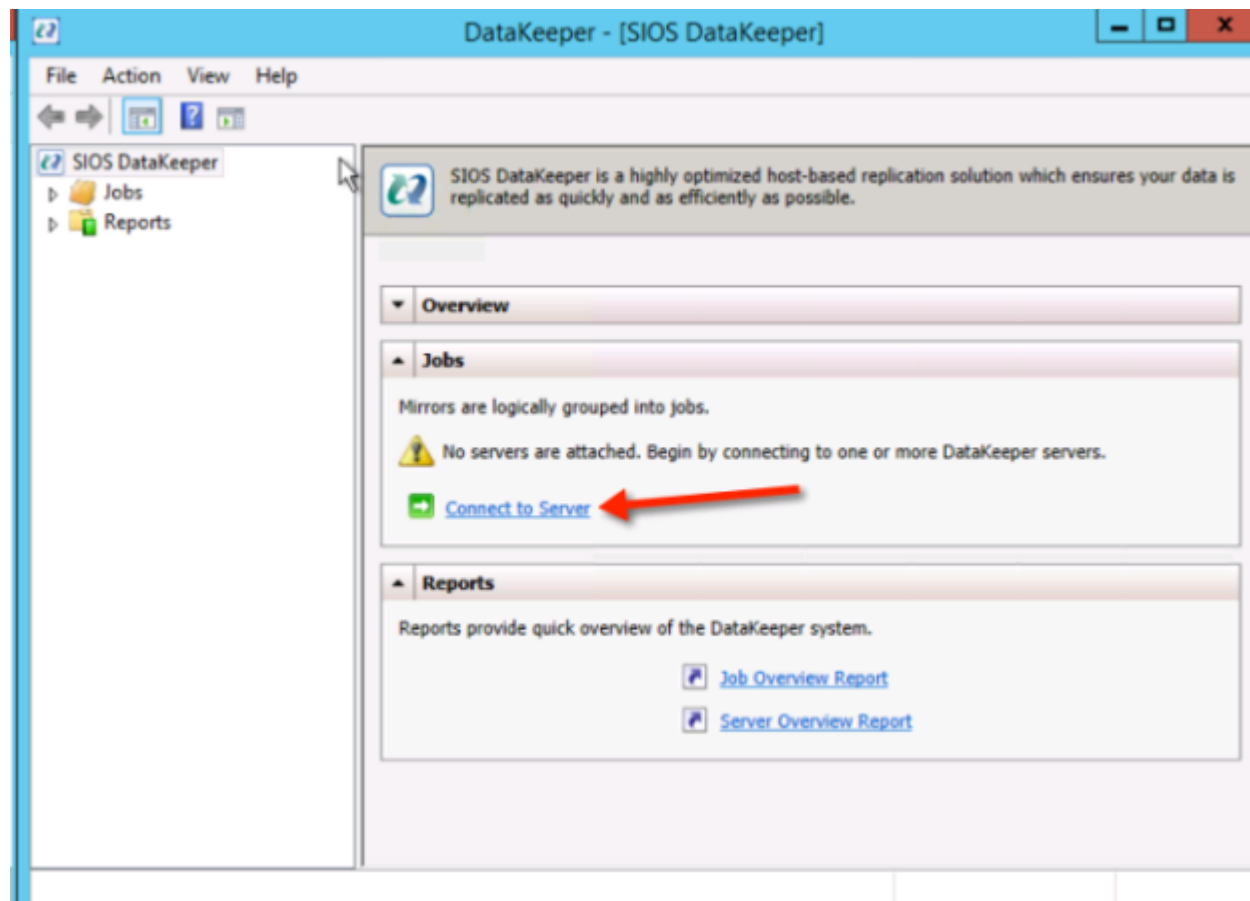 DataKeeper - [SIOS DataKeeper]
File Action View Help
SIOS DataKeeper
Jobs
Reports
SIOS DataKeeper is a highly optimized host-based replication solution which ensures your data is
replicated as quickly and as efficiently as possible.
Overview
Jobs
Mirrors are logically grouped into jobs.
No servers are attached. Begin by connecting to one or more DataKeeper servers.
Connect to Server
Reports
Reports provide quick overview of the DataKeeper system.
Job Overview Report
Server Overview Report